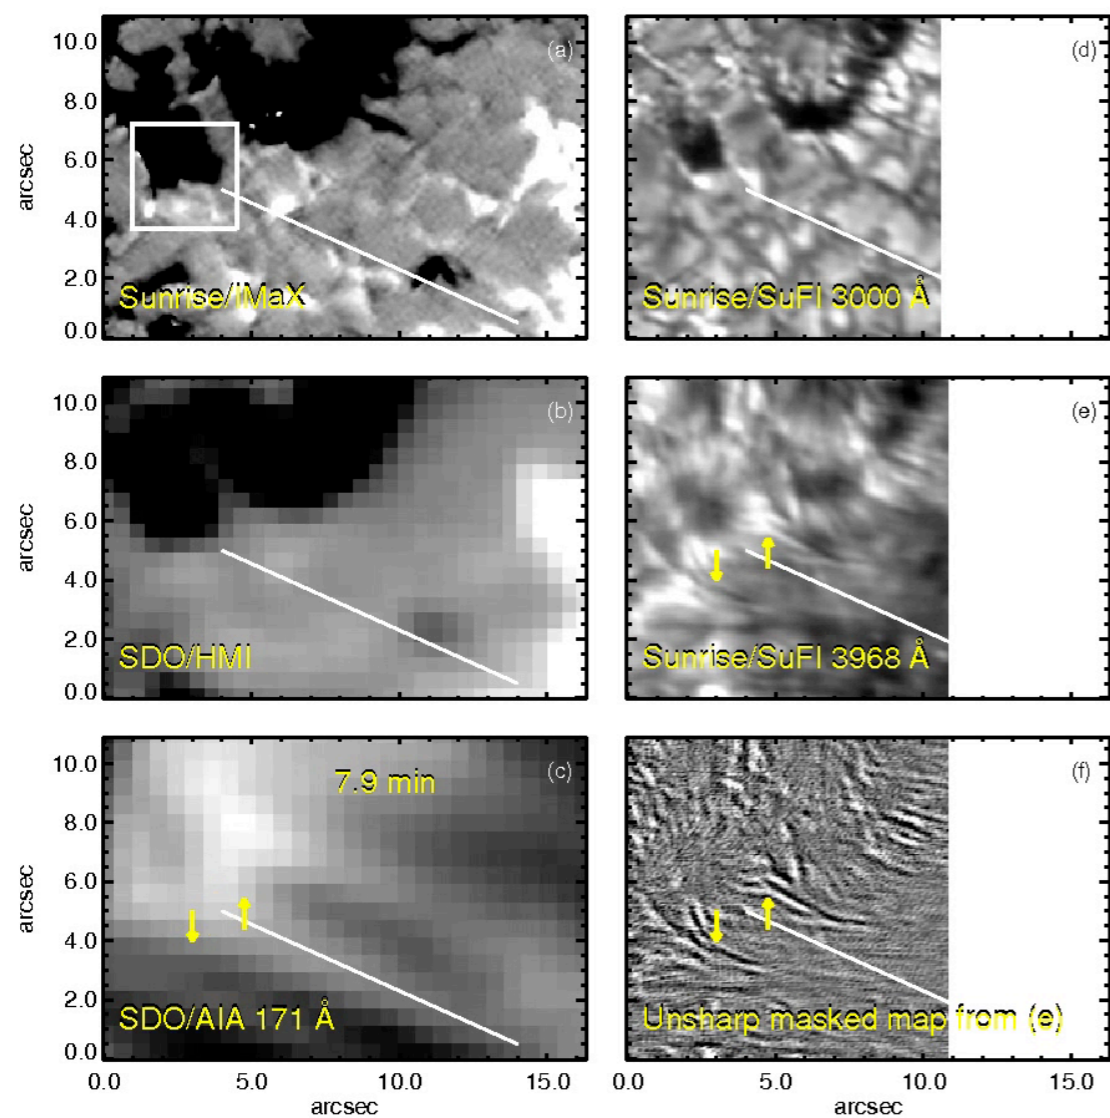 10.0
8.0
6.0
4.0
2.0
0.0
arcsec
(a)
Sunrise/IMaX
(d)
Sunrise/SuFI 3000 Å
10.0
8.0
6.0
4.0
2.0
0.0
arcsec
(b)
SDO/HMI
(e)
Sunrise/SuFI 3968 Å
10.0
8.0
6.0
4.0
2.0
0.0
arcsec
(c)
7.9 min
SDO/AIA 171 Å
(f)
Unsharp masked map from (e)
0.0 5.0 10.0 15.0
arcsec
0.0 5.0 10.0 15.0
arcsec